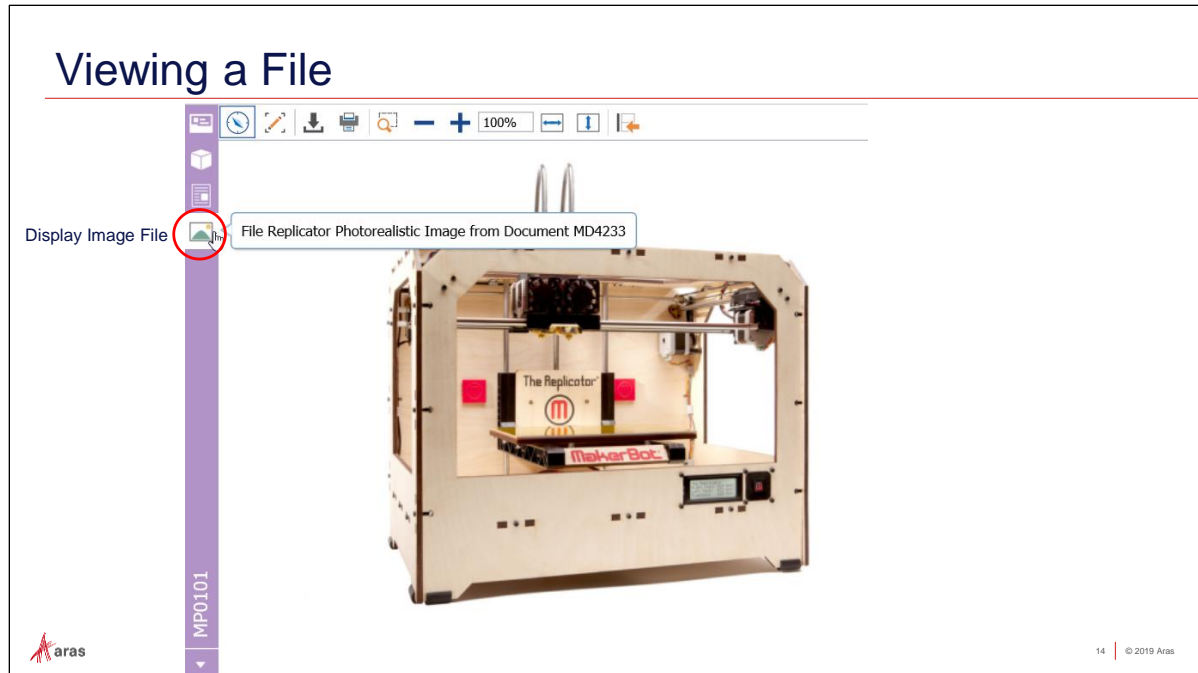 Viewing a File
100%
Display Image File
File Replicator Photorealistic Image from Document MD4233
The Replicator
M
MakerBot
MP0101
aras
14
© 2019 Aras